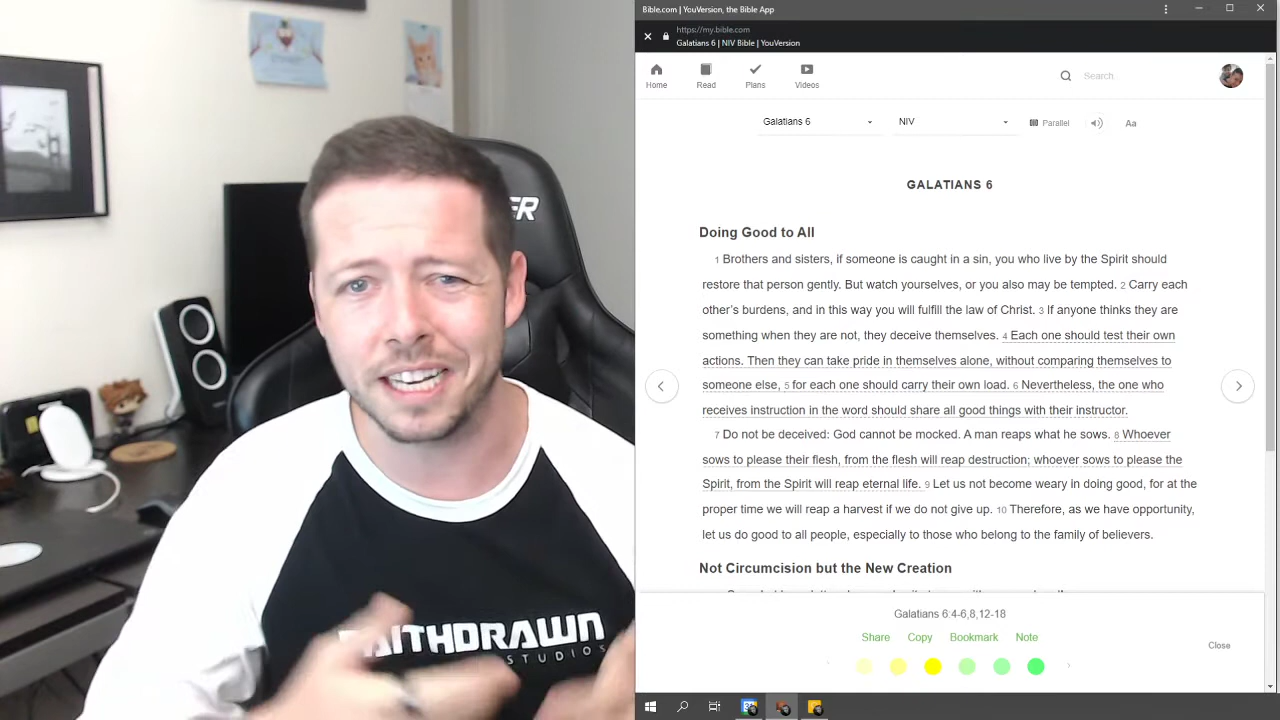 Bible.com | YouVersion, the Bible App
https://my.bible.com
Galatians 6 | NIV Bible | YouVersion
Home
Read
Plans
Videos
Search
Galatians 6
NIV
Parallel
Aa
GALATIANS 6
Doing Good to All
1 Brothers and sisters, if someone is caught in a sin, you who live by the Spirit should
restore that person gently. But watch yourselves, or you also may be tempted. 2 Carry each
other's burdens, and in this way you will fulfill the law of Christ. 3 If anyone thinks they are
something when they are not, they deceive themselves. 4 Each one should test their own
actions. Then they can take pride in themselves alone, without comparing themselves to
someone else, 5 for each one should carry their own load. 6 Nevertheless, the one who
receives instruction in the word should share all good things with their instructor.
7 Do not be deceived: God cannot be mocked. A man reaps what he sows. 8 Whoever
sows to please their flesh, from the flesh will reap destruction; whoever sows to please the
Spirit, from the Spirit will reap eternal life. 9 Let us not become weary in doing good, for at the
proper time we will reap a harvest if we do not give up. 10 Therefore, as we have opportunity,
let us do good to all people, especially to those who belong to the family of believers.
Not Circumcision but the New Creation
Galatians 6:4-6,8,12-18
Share Copy Bookmark Note
Close
STUDIOS